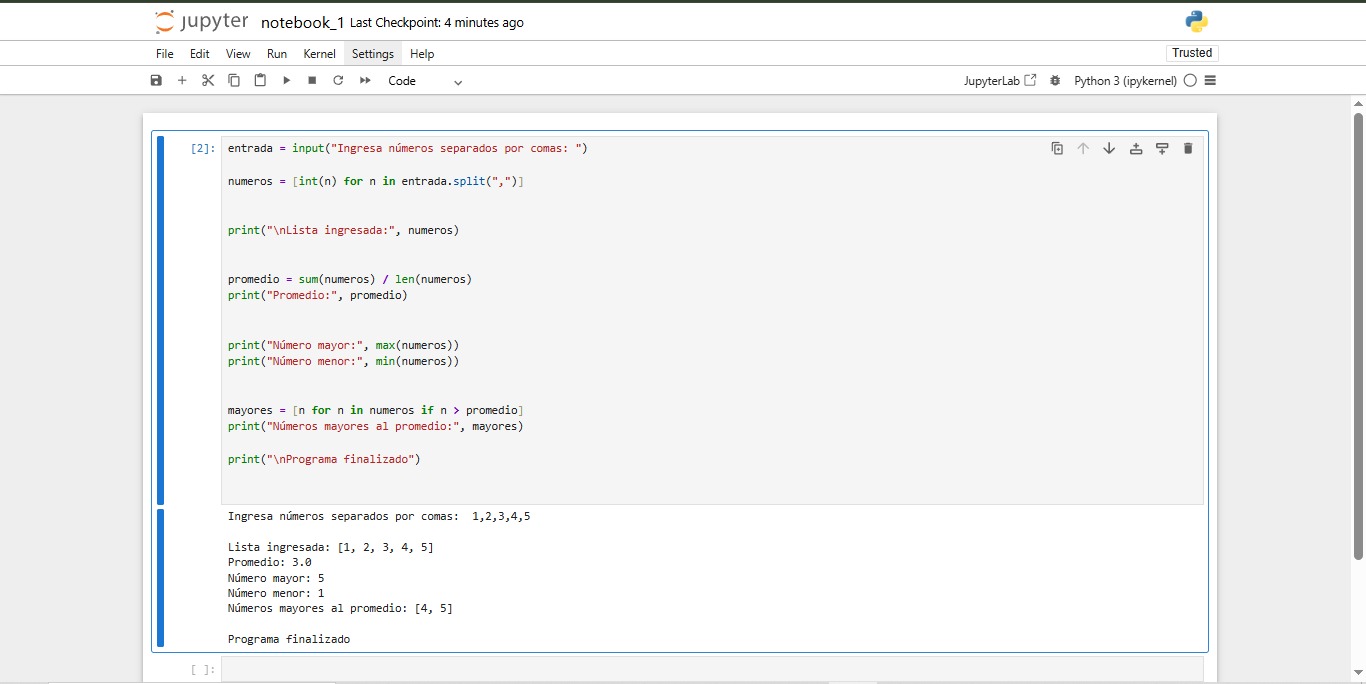 jupyter notebook_1 Last Checkpoint: 4 minutes ago
File Edit View Run Kernel Settings Help
Trusted
Code
JupyterLab
Python 3 (ipykernel)
[2]:
entrada = input("Ingresa números separados por comas: ")
numeros = [int(n) for n in entrada.split(",")]
print("\nLista ingresada:", numeros)
promedio = sum(numeros) / len(numeros)
print("Promedio:", promedio)
print("Número mayor:", max(numeros))
print("Número menor:", min(numeros))
mayores = [n for n in numeros if n > promedio]
print("Números mayores al promedio:", mayores)
print("\nPrograma finalizado")
Ingresa números separados por comas:  1,2,3,4,5
Lista ingresada: [1, 2, 3, 4, 5]
Promedio: 3.0
Número mayor: 5
Número menor: 1
Números mayores al promedio: [4, 5]
Programa finalizado
[ ]: